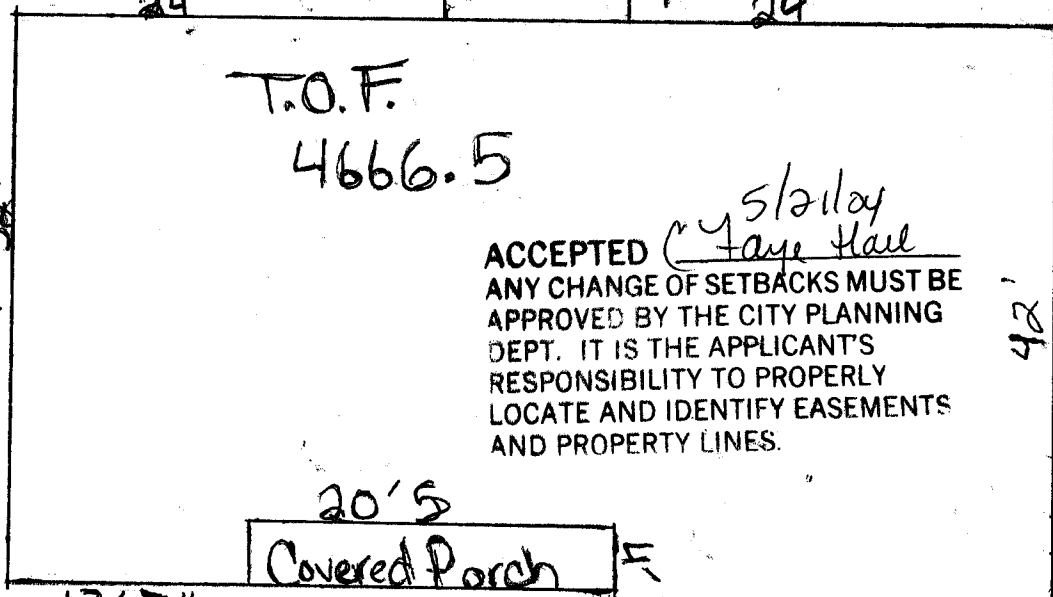 24
24
T.O.F.
4666.5
5/21/04
ACCEPTED Faye Hall
ANY CHANGE OF SETBACKS MUST BE
APPROVED BY THE CITY PLANNING
DEPT. IT IS THE APPLICANT'S
RESPONSIBILITY TO PROPERLY
LOCATE AND IDENTIFY EASEMENTS
AND PROPERTY LINES.
42'
20'5
Covered Porch